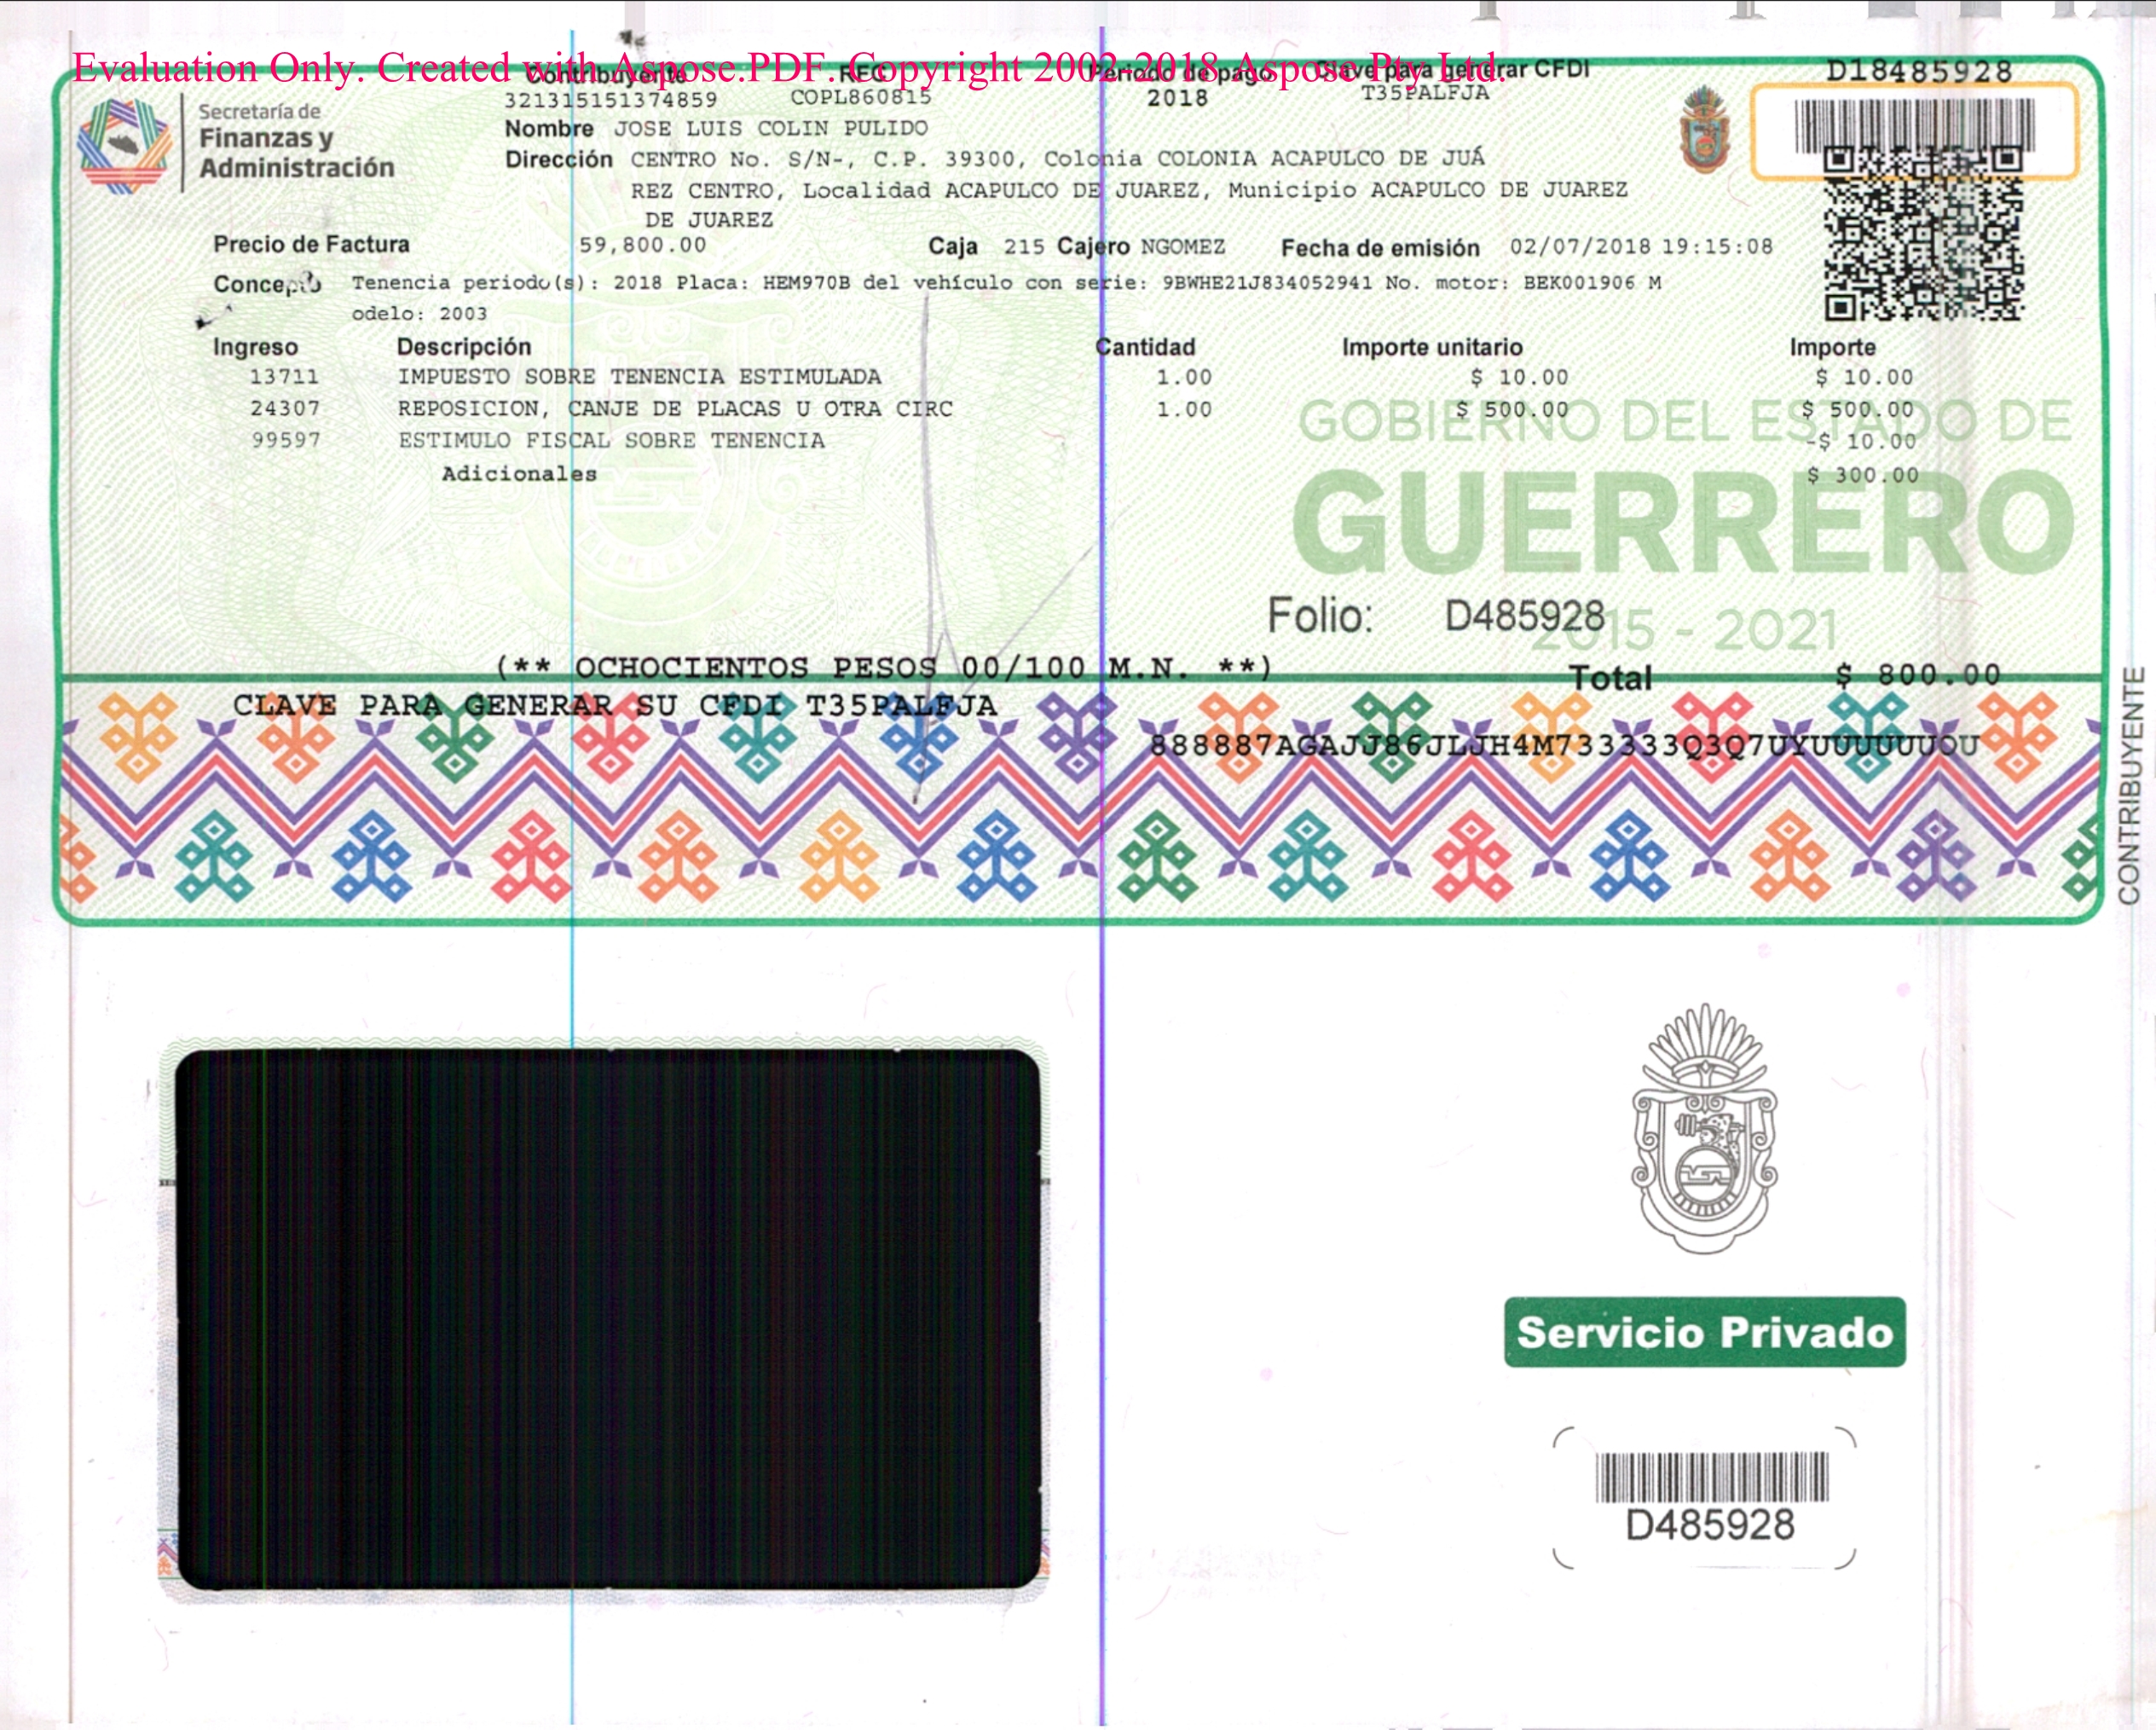 Evaluation Only. Created with Aspose.PDF. Copyright 2002-2018 Aspose Pty Ltd.
Contribuyente RFC Periodo de pago Clave para generar CFDI D18485928
321315151374859 COPL860815 2018 T35PALFJA
Secretaría de
Finanzas y
Administración
Nombre JOSE LUIS COLIN PULIDO
Dirección CENTRO No. S/N-, C.P. 39300, Colonia COLONIA ACAPULCO DE JUÁ
REZ CENTRO, Localidad ACAPULCO DE JUAREZ, Municipio ACAPULCO DE JUAREZ
DE JUAREZ
Precio de Factura 59,800.00 Caja 215 Cajero NGOMEZ Fecha de emisión 02/07/2018 19:15:08
Concepto Tenencia periodo(s): 2018 Placa: HEM970B del vehículo con serie: 9BWHE21J834052941 No. motor: BEK001906 M
odelo: 2003
Ingreso Descripción Cantidad Importe unitario Importe
13711 IMPUESTO SOBRE TENENCIA ESTIMULADA 1.00 $ 10.00 $ 10.00
24307 REPOSICION, CANJE DE PLACAS U OTRA CIRC 1.00 $ 500.00 $ 500.00
99597 ESTIMULO FISCAL SOBRE TENENCIA -$ 10.00
Adicionales $ 300.00
GOBIERNO DEL ESTADO DE
GUERRERO
2015 - 2021
Folio: D485928
(** OCHOCIENTOS PESOS 00/100 M.N. **) Total $ 800.00
CLAVE PARA GENERAR SU CFDI T35PALFJA
888887AGAJJ86JLJH4M733333Q3Q7UYUUUUUUOU
CONTRIBUYENTE
Servicio Privado
D485928